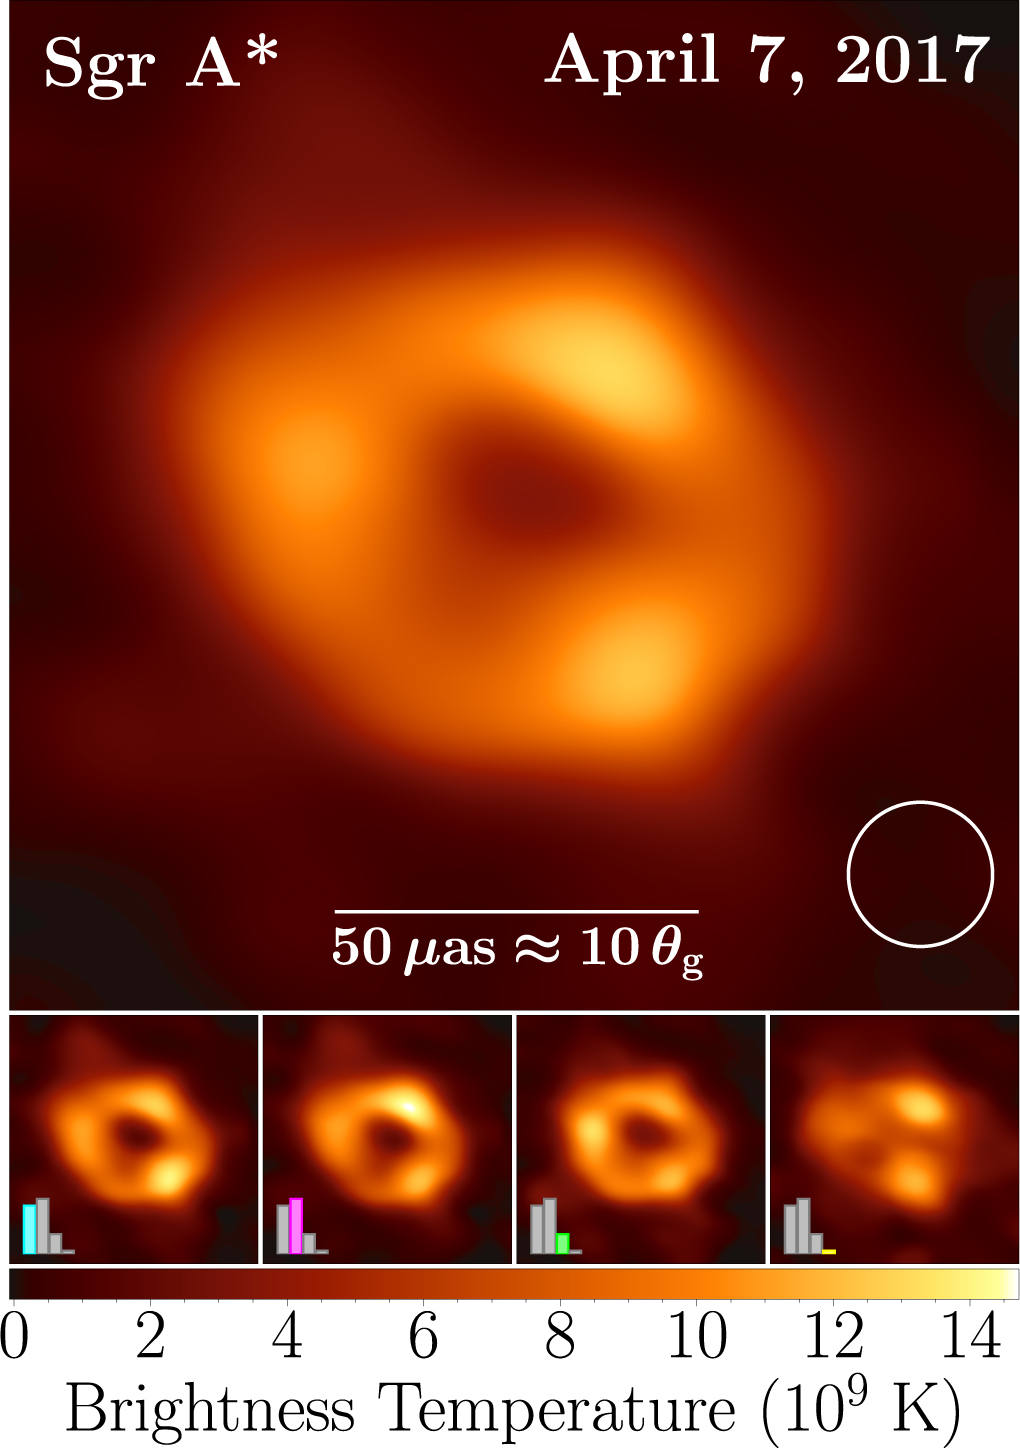 Sgr A*
April 7, 2017
50 μas ≈ 10 θg
0 2 4 6 8 10 12 14
Brightness Temperature (10⁹ K)